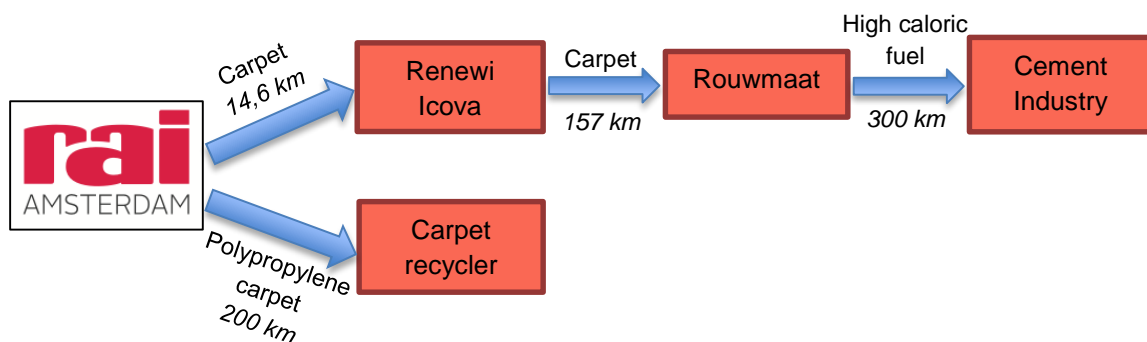 rai
AMSTERDAM
Carpet
14,6 km
Renewi
Icova
Carpet
157 km
Rouwmaat
High caloric
fuel
300 km
Cement
Industry
Polypropylene
carpet
200 km
Carpet
recycler